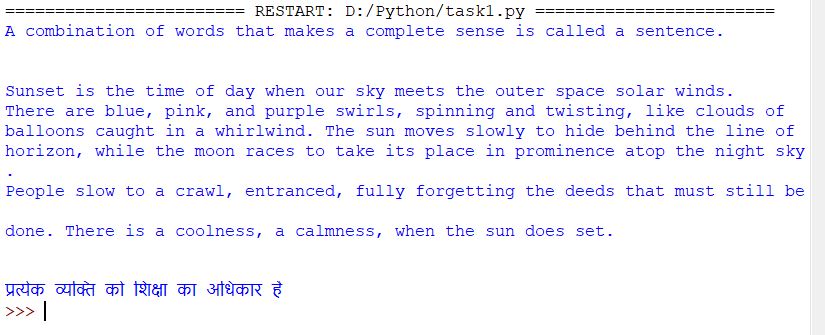 ======================== RESTART: D:/Python/task1.py ========================
A combination of words that makes a complete sense is called a sentence.
Sunset is the time of day when our sky meets the outer space solar winds.
There are blue, pink, and purple swirls, spinning and twisting, like clouds of
balloons caught in a whirlwind. The sun moves slowly to hide behind the line of
horizon, while the moon races to take its place in prominence atop the night sky
.
People slow to a crawl, entranced, fully forgetting the deeds that must still be
done. There is a coolness, a calmness, when the sun does set.
प्रत्येक व्यक्ति को शिक्षा का अधिकार है
>>>